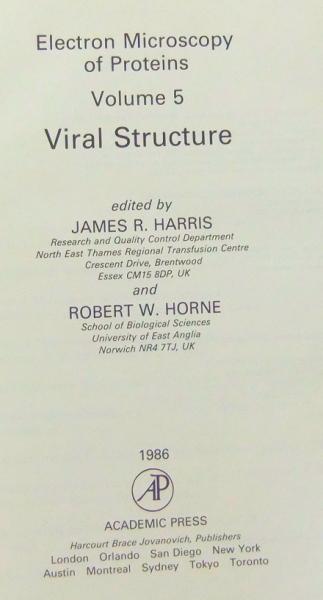 Electron Microscopy
of Proteins
Volume 5
Viral Structure
edited by
JAMES R. HARRIS
Research and Quality Control Department
North East Thames Regional Transfusion Centre
Crescent Drive, Brentwood
Essex CM15 8DP, UK
and
ROBERT W. HORNE
School of Biological Sciences
University of East Anglia
Norwich NR4 7TJ, UK
1986
AP
ACADEMIC PRESS
Harcourt Brace Jovanovich, Publishers
London Orlando San Diego New York
Austin Montreal Sydney Tokyo Toronto